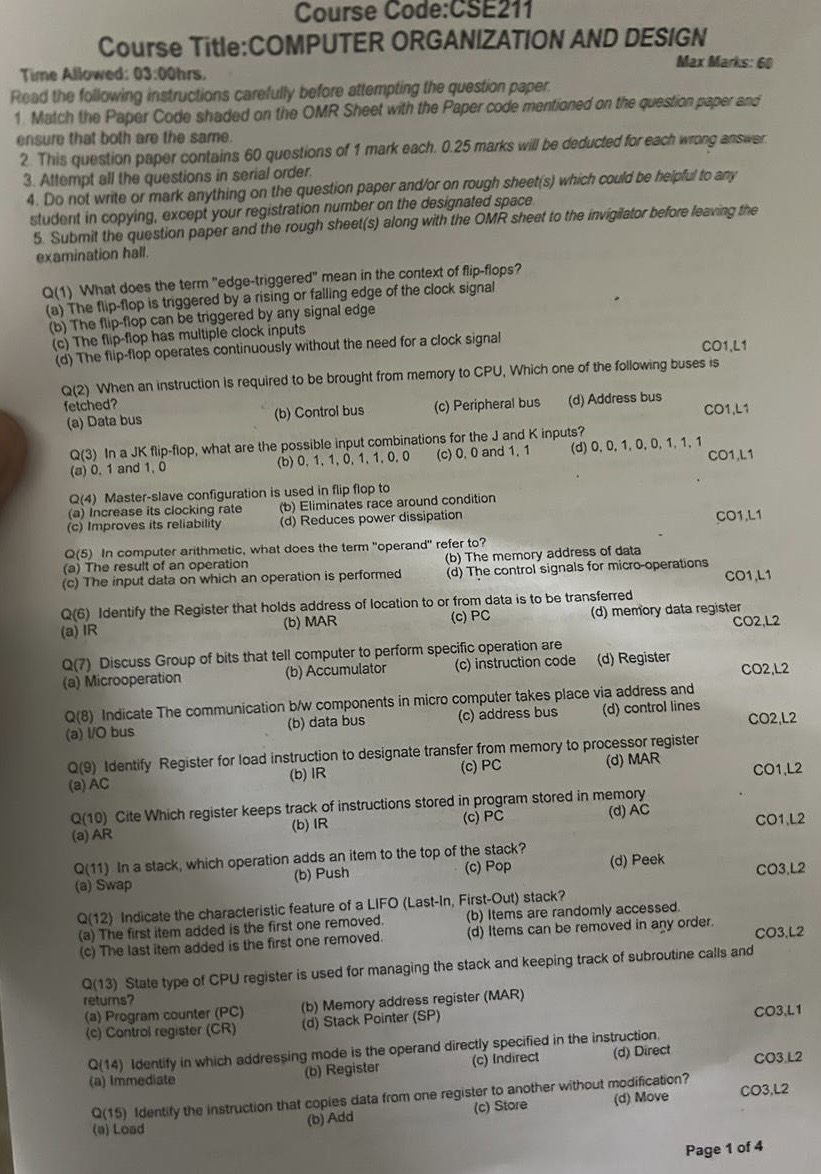 Course Code:CSE211
Course Title:COMPUTER ORGANIZATION AND DESIGN
Time Allowed: 03:00hrs.
Max Marks: 60
Read the following instructions carefully before attempting the question paper.
1. Match the Paper Code shaded on the OMR Sheet with the Paper code mentioned on the question paper and
ensure that both are the same.
2. This question paper contains 60 questions of 1 mark each. 0.25 marks will be deducted for each wrong answer.
3. Attempt all the questions in serial order.
4. Do not write or mark anything on the question paper and/or on rough sheet(s) which could be helpful to any
student in copying, except your registration number on the designated space.
5. Submit the question paper and the rough sheet(s) along with the OMR sheet to the invigilator before leaving the
examination hall.
Q(1) What does the term "edge-triggered" mean in the context of flip-flops?
(a) The flip-flop is triggered by a rising or falling edge of the clock signal
(b) The flip-flop can be triggered by any signal edge
(c) The flip-flop has multiple clock inputs
(d) The flip-flop operates continuously without the need for a clock signal
CO1,L1
Q(2) When an instruction is required to be brought from memory to CPU, Which one of the following buses is
fetched?
(a) Data bus (b) Control bus (c) Peripheral bus (d) Address bus
CO1,L1
Q(3) In a JK flip-flop, what are the possible input combinations for the J and K inputs?
(a) 0, 1 and 1, 0 (b) 0, 1, 1, 0, 1, 1, 0, 0 (c) 0, 0 and 1, 1 (d) 0, 0, 1, 0, 0, 1, 1, 1
CO1,L1
Q(4) Master-slave configuration is used in flip flop to
(a) Increase its clocking rate (b) Eliminates race around condition
(c) Improves its reliability (d) Reduces power dissipation
CO1,L1
Q(5) In computer arithmetic, what does the term "operand" refer to?
(a) The result of an operation (b) The memory address of data
(c) The input data on which an operation is performed (d) The control signals for micro-operations
CO1,L1
Q(6) Identify the Register that holds address of location to or from data is to be transferred
(a) IR (b) MAR (c) PC (d) memory data register
CO2,L2
Q(7) Discuss Group of bits that tell computer to perform specific operation are
(a) Microoperation (b) Accumulator (c) instruction code (d) Register
CO2,L2
Q(8) Indicate The communication b/w components in micro computer takes place via address and
(a) I/O bus (b) data bus (c) address bus (d) control lines
CO2,L2
Q(9) Identify Register for load instruction to designate transfer from memory to processor register
(a) AC (b) IR (c) PC (d) MAR
CO1,L2
Q(10) Cite Which register keeps track of instructions stored in program stored in memory
(a) AR (b) IR (c) PC (d) AC
CO1,L2
Q(11) In a stack, which operation adds an item to the top of the stack?
(a) Swap (b) Push (c) Pop (d) Peek
CO3,L2
Q(12) Indicate the characteristic feature of a LIFO (Last-In, First-Out) stack?
(a) The first item added is the first one removed. (b) Items are randomly accessed.
(c) The last item added is the first one removed. (d) Items can be removed in any order.
CO3,L2
Q(13) State type of CPU register is used for managing the stack and keeping track of subroutine calls and
returns?
(a) Program counter (PC) (b) Memory address register (MAR)
(c) Control register (CR) (d) Stack Pointer (SP)
CO3,L1
Q(14) Identify in which addressing mode is the operand directly specified in the instruction.
(a) Immediate (b) Register (c) Indirect (d) Direct
CO3,L2
Q(15) Identify the instruction that copies data from one register to another without modification?
(a) Load (b) Add (c) Store (d) Move
CO3,L2
Page 1 of 4